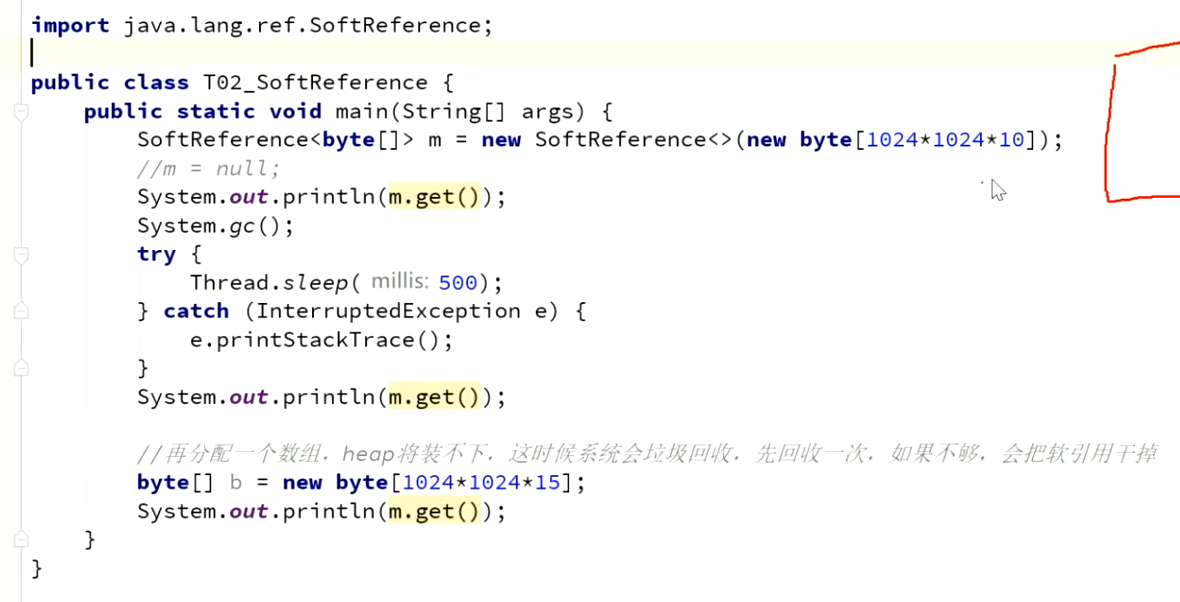 import java.lang.ref.SoftReference;
public class T02_SoftReference {
public static void main(String[] args) {
SoftReference<byte[]> m = new SoftReference<>(new byte[1024*1024*10]);
//m = null;
System.out.println(m.get());
System.gc();
try {
Thread.sleep( millis: 500);
} catch (InterruptedException e) {
e.printStackTrace();
}
System.out.println(m.get());
//再分配一个数组，heap将装不下，这时候系统会垃圾回收，先回收一次，如果不够，会把软引用干掉
byte[] b = new byte[1024*1024*15];
System.out.println(m.get());
}
}